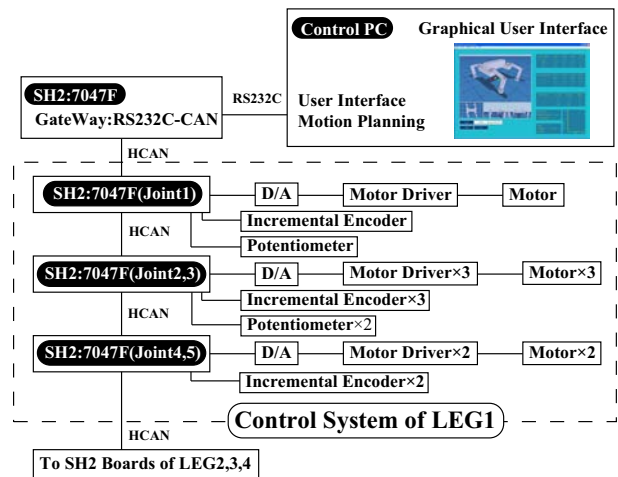 Control PC Graphical User Interface
SH2:7047F
GateWay:RS232C-CAN
RS232C
User Interface
Motion Planning
HCAN
SH2:7047F(Joint1)
D/A
Motor Driver
Motor
Incremental Encoder
HCAN
Potentiometer
SH2:7047F(Joint2,3)
D/A
Motor Driver×3
Motor×3
Incremental Encoder×3
HCAN
Potentiometer×2
SH2:7047F(Joint4,5)
D/A
Motor Driver×2
Motor×2
Incremental Encoder×2
Control System of LEG1
HCAN
To SH2 Boards of LEG2,3,4